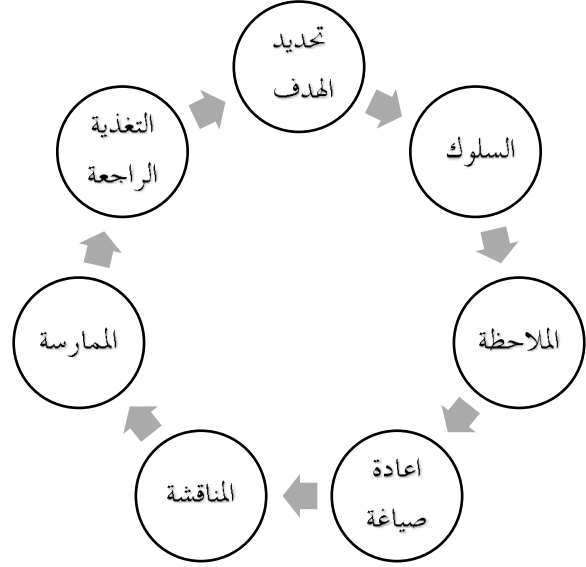 تحديد
الهدف
السلوك
الملاحظة
اعادة
صياغة
المناقشة
الممارسة
التغذية
الراجعة